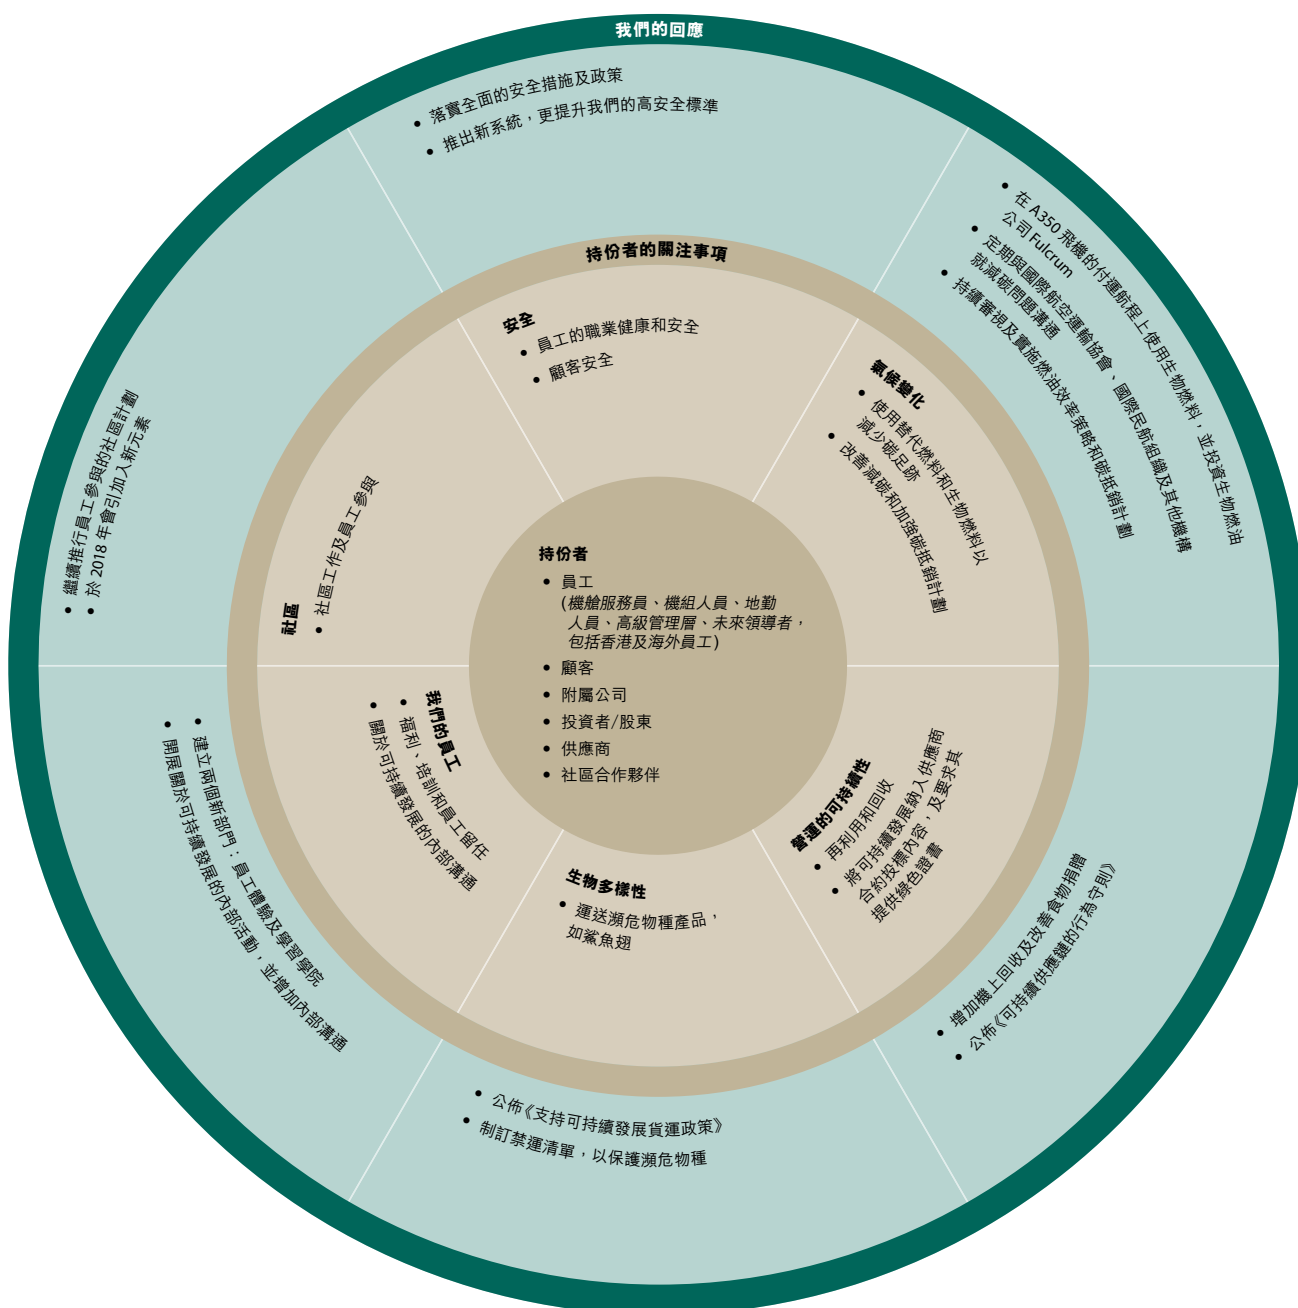 我們的回應
• 落實全面的安全措施及政策
• 推出新系統，更提升我們的高安全標準
• 在 A350 飛機的付運航程上使用生物燃料，並投資生物燃油
公司 Fulcrum
• 定期與國際航空運輸協會、國際民航組織及其他機構
就減碳問題溝通
• 持續審視及實施燃油效率策略和碳抵銷計劃
• 增加機上回收及改善食物捐贈
• 公佈《可持續供應鏈的行為守則》
• 公佈《支持可持續發展貨運政策》
• 制訂禁運清單，以保護瀕危物種
• 建立兩個新部門：員工體驗及學習學院
• 開展關於可持續發展的內部活動，並增加內部溝通
• 繼續推行員工參與的社區計劃
• 於 2018 年會引加入新元素
持份者的關注事項
安全
• 員工的職業健康和安全
• 顧客安全
氣候變化
• 使用替代燃料和生物燃料以
減少碳足跡
• 改善減碳和加強碳抵銷計劃
營運的可持續性
• 再利用和回收
• 將可持續發展納入供應商
合約投標內容，及要求其
提供綠色證書
生物多樣性
• 運送瀕危物種產品，
如鯊魚翅
我們的員工
• 福利、培訓和員工留任
• 關於可持續發展的內部溝通
社區
• 社區工作及員工參與
持份者
• 員工
(機艙服務員、機組人員、地勤
人員、高級管理層、未來領導者，
包括香港及海外員工)
• 顧客
• 附屬公司
• 投資者/股東
• 供應商
• 社區合作夥伴